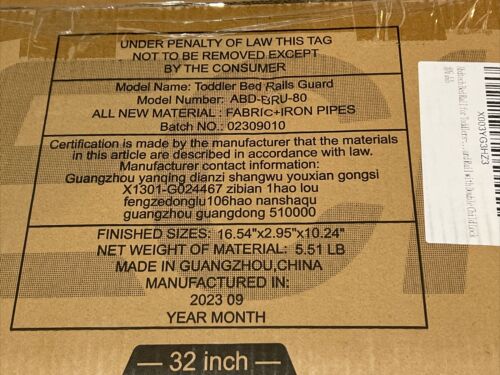 UNDER PENALTY OF LAW THIS TAG
NOT TO BE REMOVED EXCEPT
BY THE CONSUMER
Model Name: Toddler Bed Rails Guard
Model Number: ABD-BRU-80
ALL NEW MATERIAL : FABRIC+IRON PIPES
Batch NO.: 02309010
Certification is made by the manufacturer that the materials
in this article are described in accordance with law.
Manufacturer contact information:
Guangzhou yanqing dianzi shangwu youxian gongsi
X1301-G024467 zibian 1hao lou
fengzedonglu106hao nanshaqu
guangzhou guangdong 510000
FINISHED SIZES: 16.54"x2.95"x10.24"
NET WEIGHT OF MATERIAL: 5.51 LB
MADE IN GUANGZHOU,CHINA
MANUFACTURED IN:
2023 09
YEAR MONTH
— 32 inch —
X003YG3HZ3